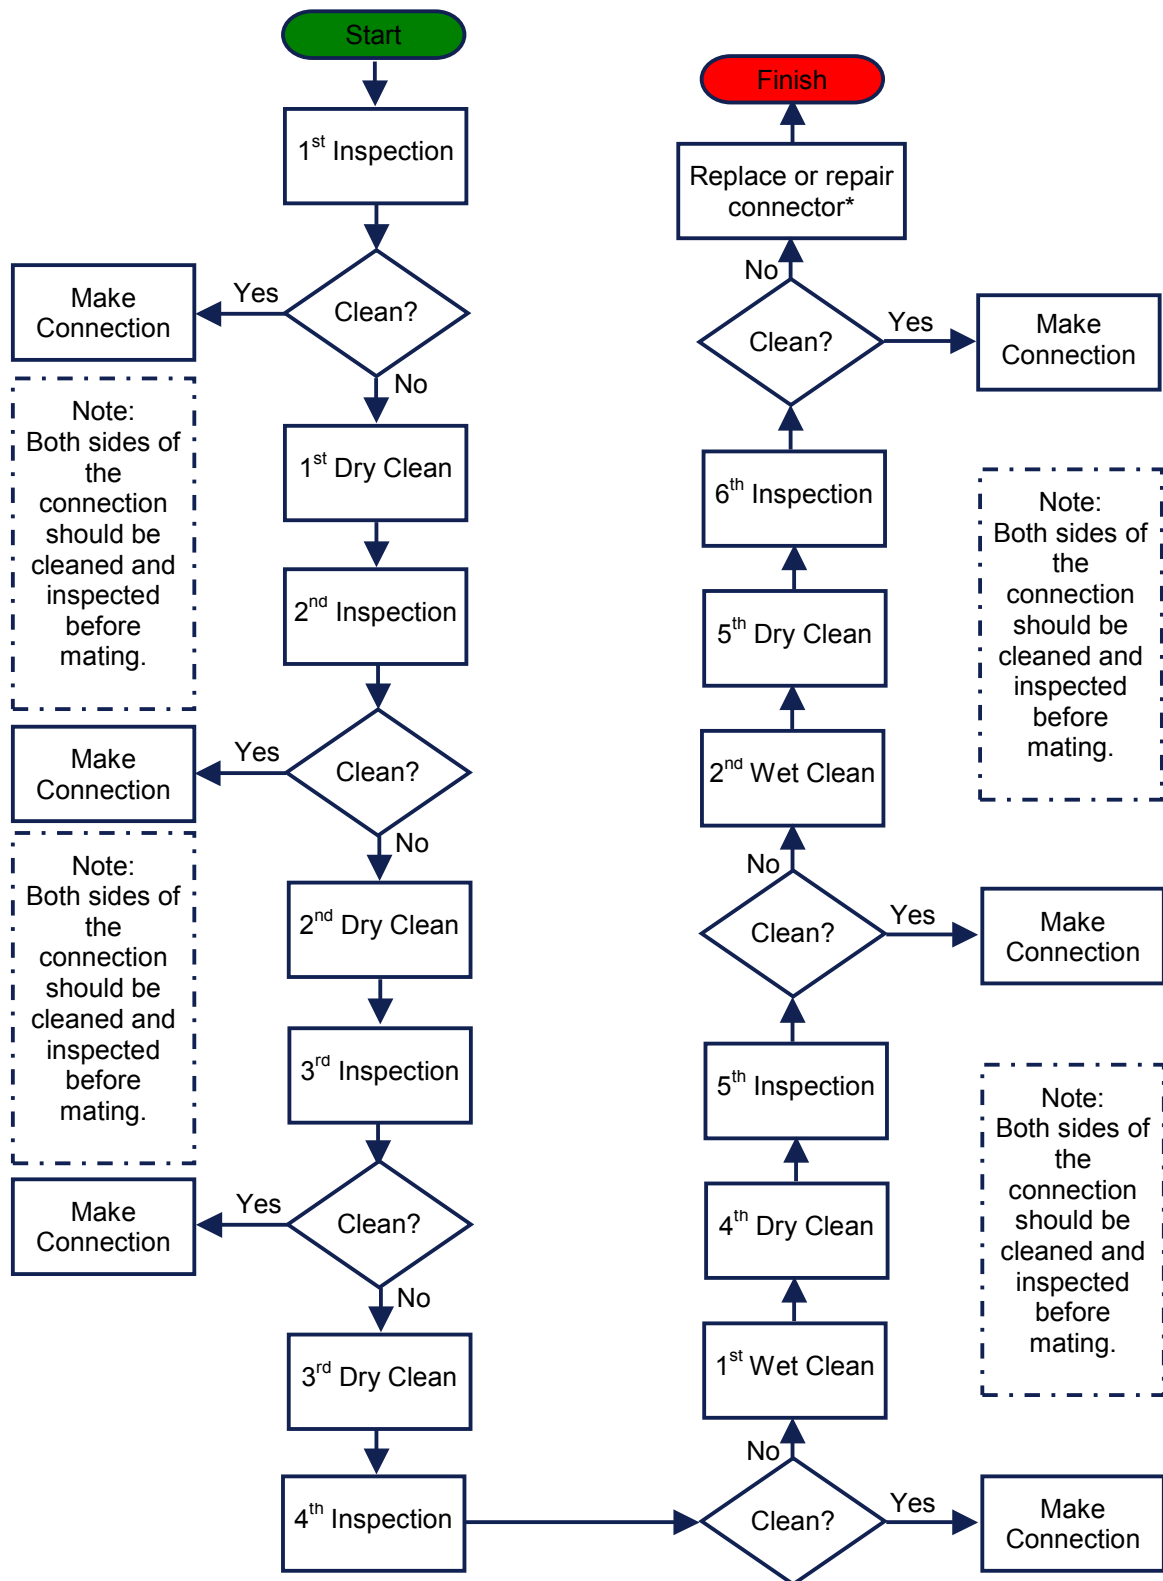 Start
1st Inspection
Clean?
Yes
Make
Connection
No
Note:
Both sides of
the
connection
should be
cleaned and
inspected
before
mating.
1st Dry Clean
2nd Inspection
Clean?
Yes
Make
Connection
No
Note:
Both sides of
the
connection
should be
cleaned and
inspected
before
mating.
2nd Dry Clean
3rd Inspection
Clean?
Yes
Make
Connection
No
3rd Dry Clean
4th Inspection
Clean?
Yes
Make
Connection
No
1st Wet Clean
Note:
Both sides of
the
connection
should be
cleaned and
inspected
before
mating.
4th Dry Clean
5th Inspection
Clean?
Yes
Make
Connection
No
2nd Wet Clean
Note:
Both sides of
the
connection
should be
cleaned and
inspected
before
mating.
5th Dry Clean
6th Inspection
Clean?
Yes
Make
Connection
No
Replace or repair
connector*
Finish